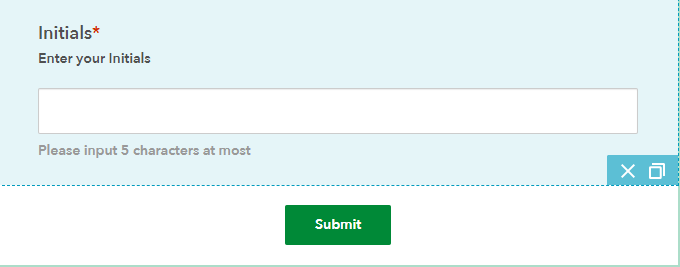 Initials*
Enter your Initials
Please input 5 characters at most
Submit